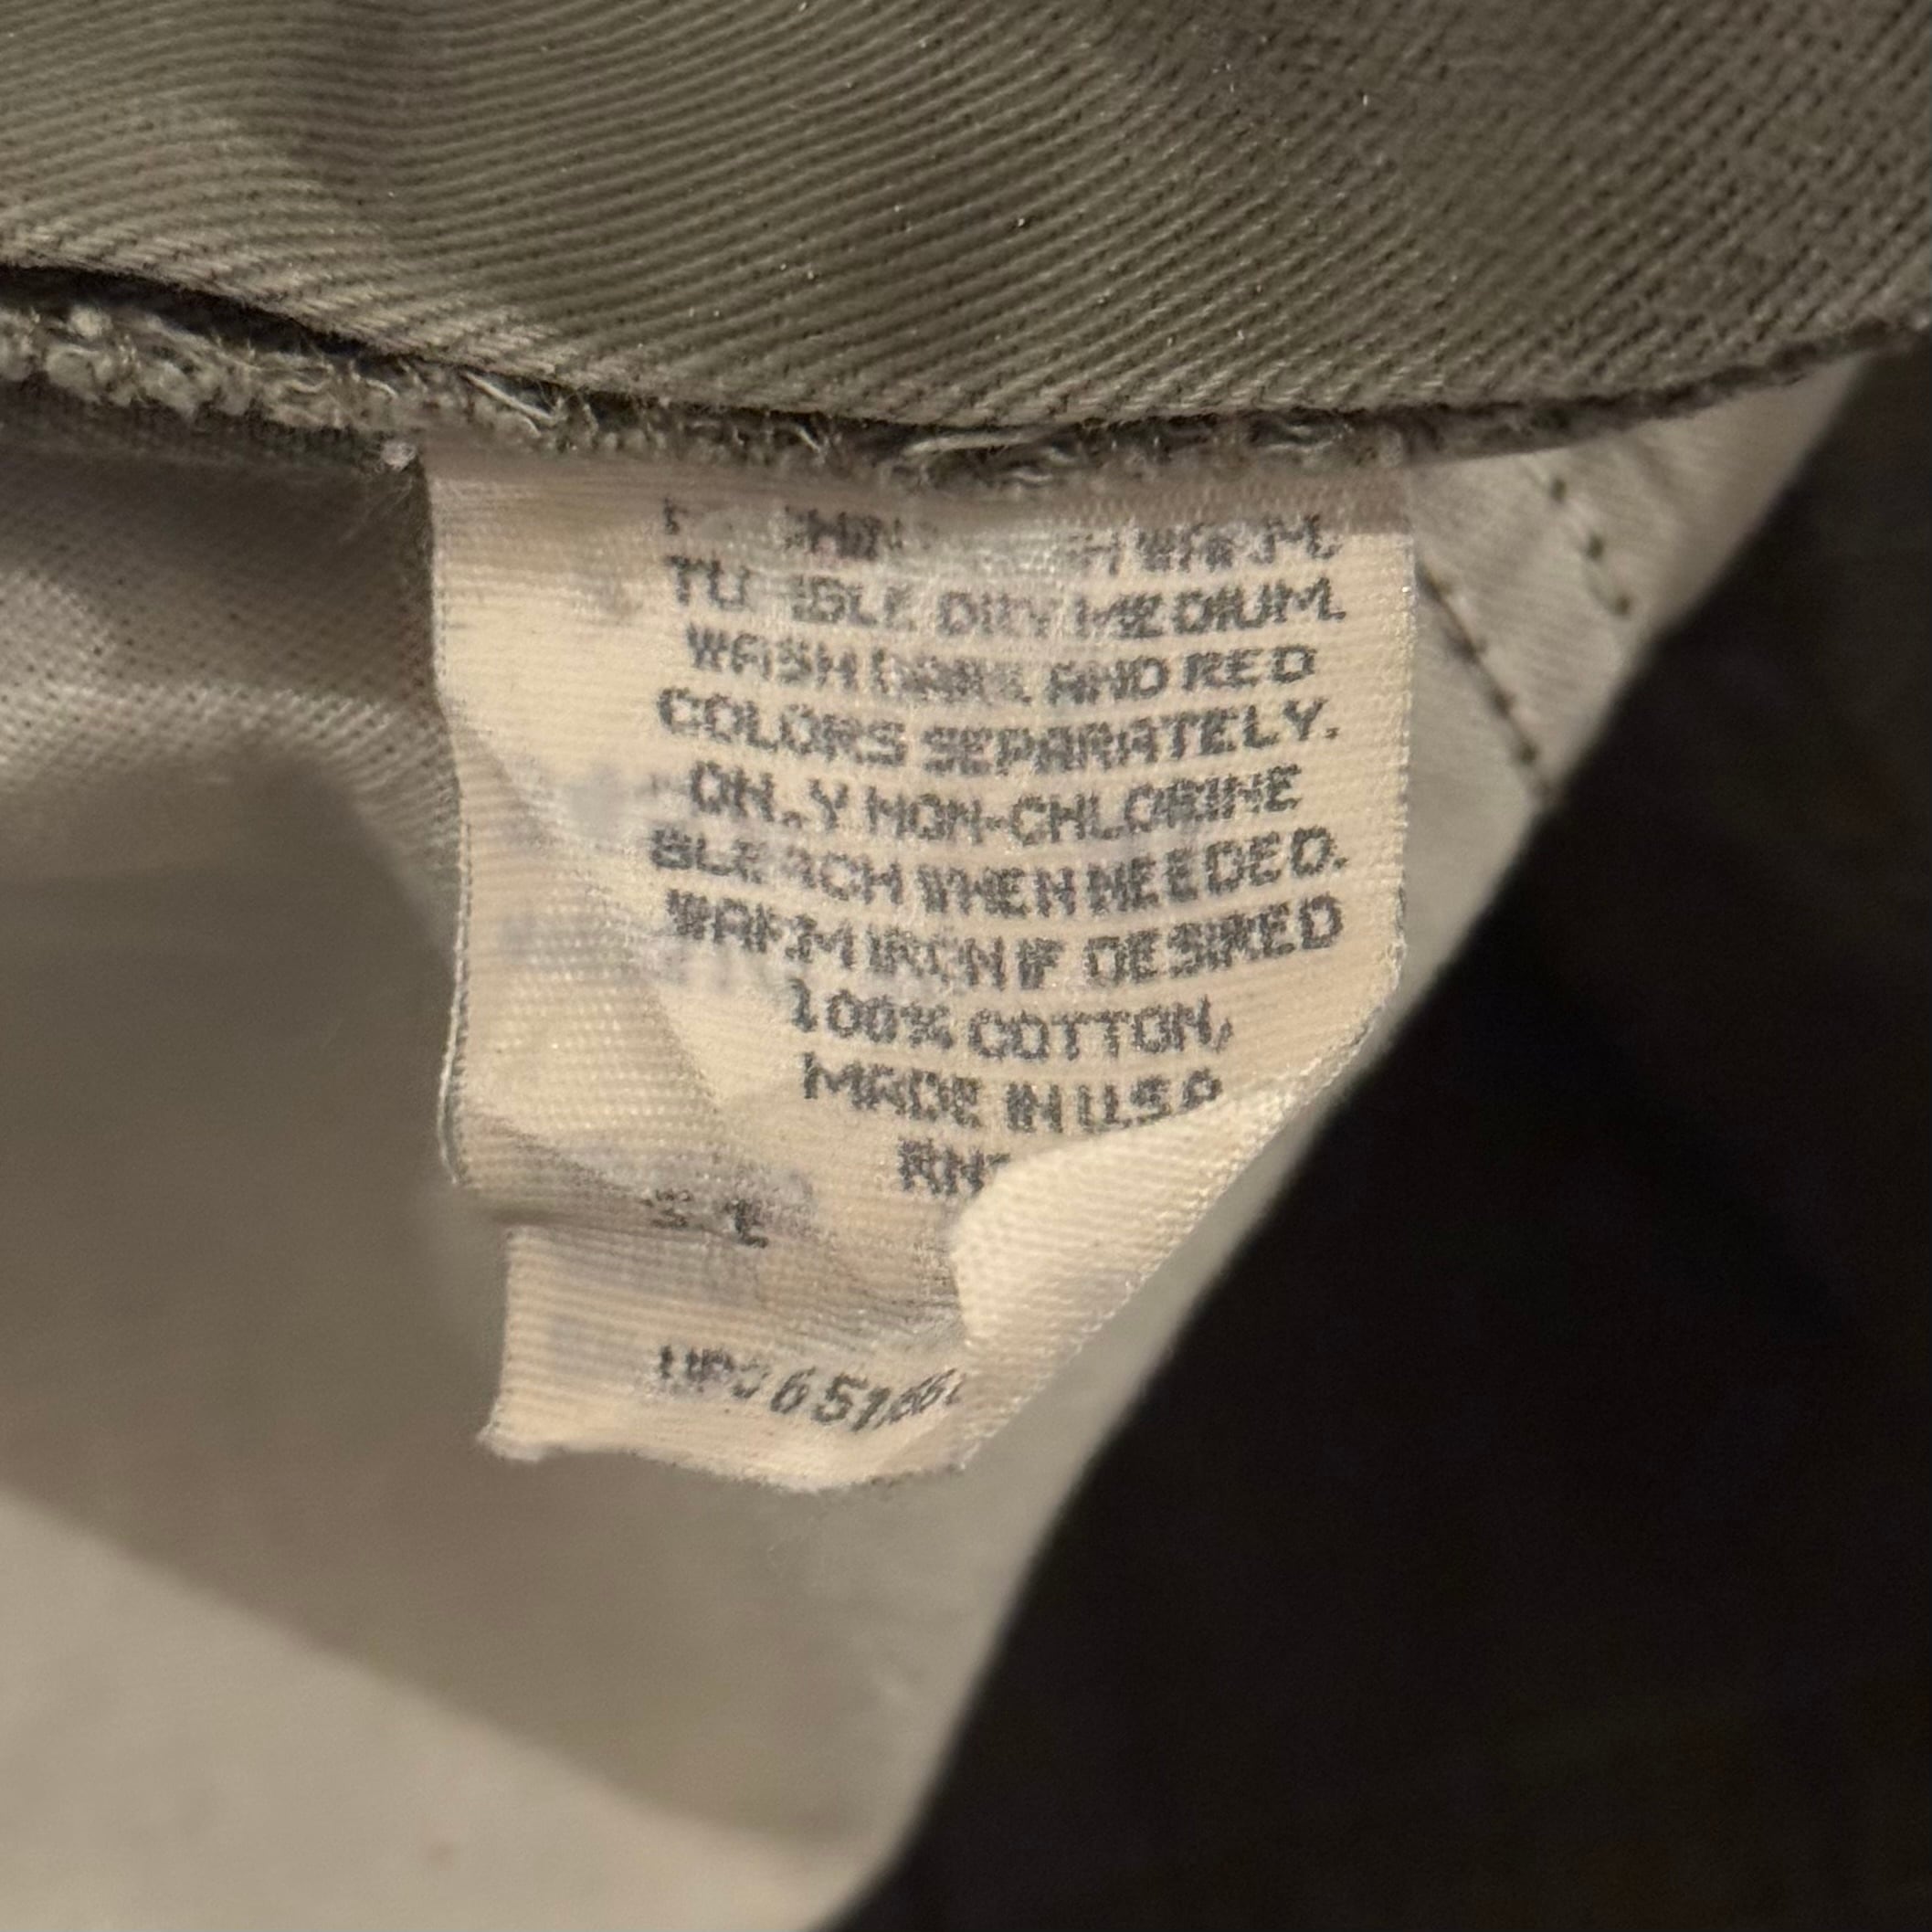 WARM.
TUMBLE DRY MEDIUM.
WASH DARK AND RED
COLORS SEPARATELY.
ONLY NON-CHLORINE
BLEACH WHEN NEEDED.
WARM IRON IF DESIRED
100% COTTON,
MADE IN U.S.A